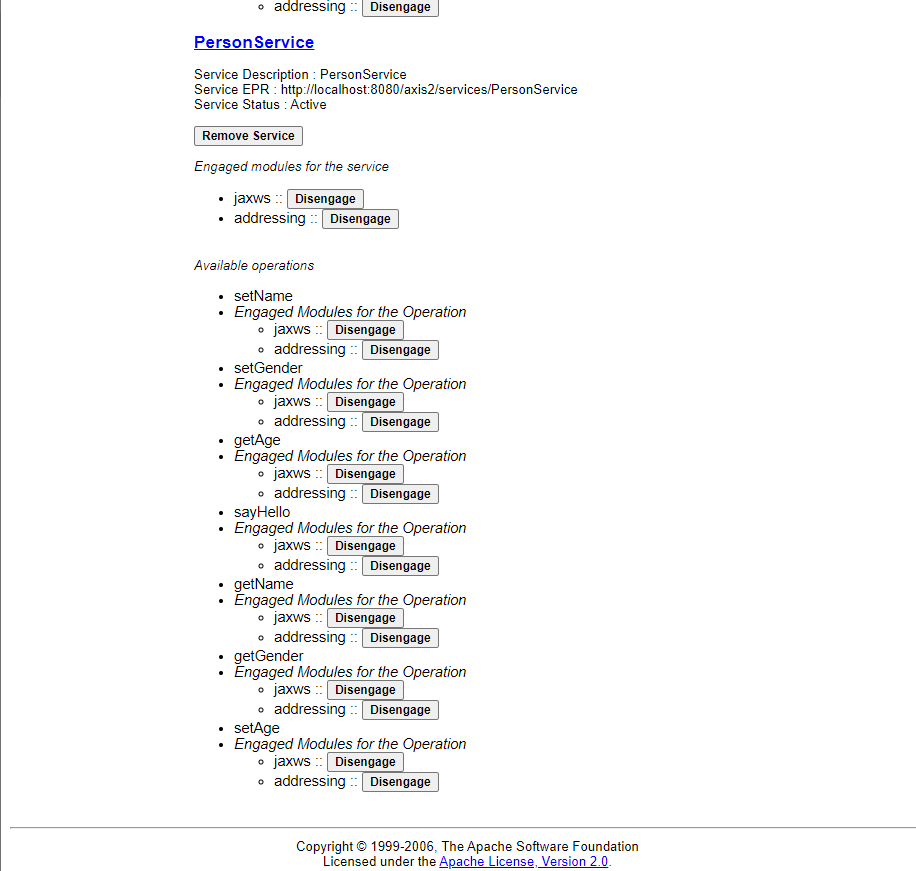 addressing :: Disengage
PersonService
Service Description : PersonService
Service EPR : http://localhost:8080/axis2/services/PersonService
Service Status : Active
Remove Service
Engaged modules for the service
jaxws :: Disengage
addressing :: Disengage
Available operations
setName
Engaged Modules for the Operation
jaxws :: Disengage
addressing :: Disengage
setGender
Engaged Modules for the Operation
jaxws :: Disengage
addressing :: Disengage
getAge
Engaged Modules for the Operation
jaxws :: Disengage
addressing :: Disengage
sayHello
Engaged Modules for the Operation
jaxws :: Disengage
addressing :: Disengage
getName
Engaged Modules for the Operation
jaxws :: Disengage
addressing :: Disengage
getGender
Engaged Modules for the Operation
jaxws :: Disengage
addressing :: Disengage
setAge
Engaged Modules for the Operation
jaxws :: Disengage
addressing :: Disengage
Copyright © 1999-2006, The Apache Software Foundation
Licensed under the Apache License, Version 2.0.